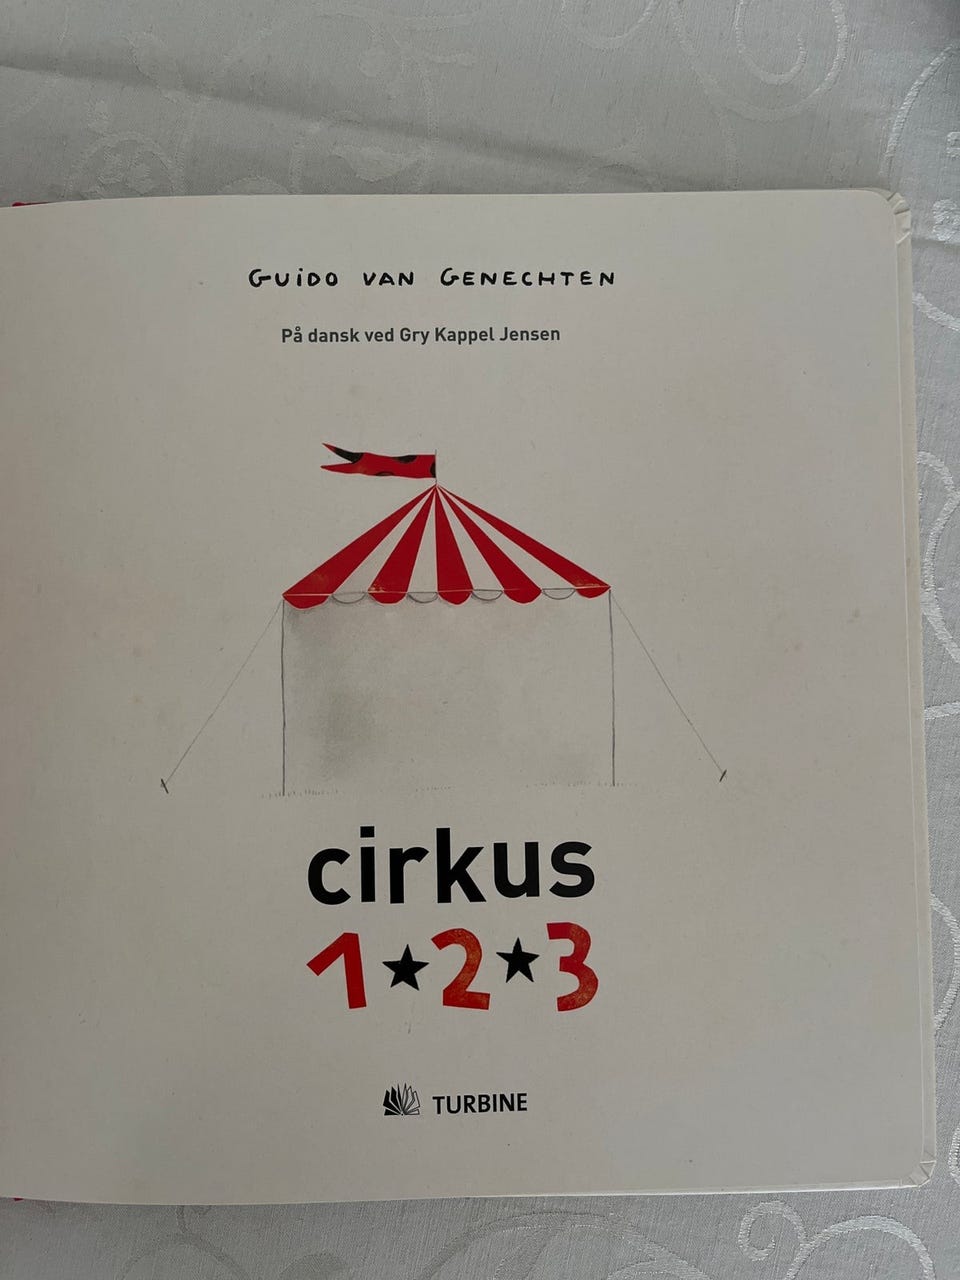 GUIDO VAN GENECHTEN
På dansk ved Gry Kappel Jensen
cirkus
1★2★3
TURBINE